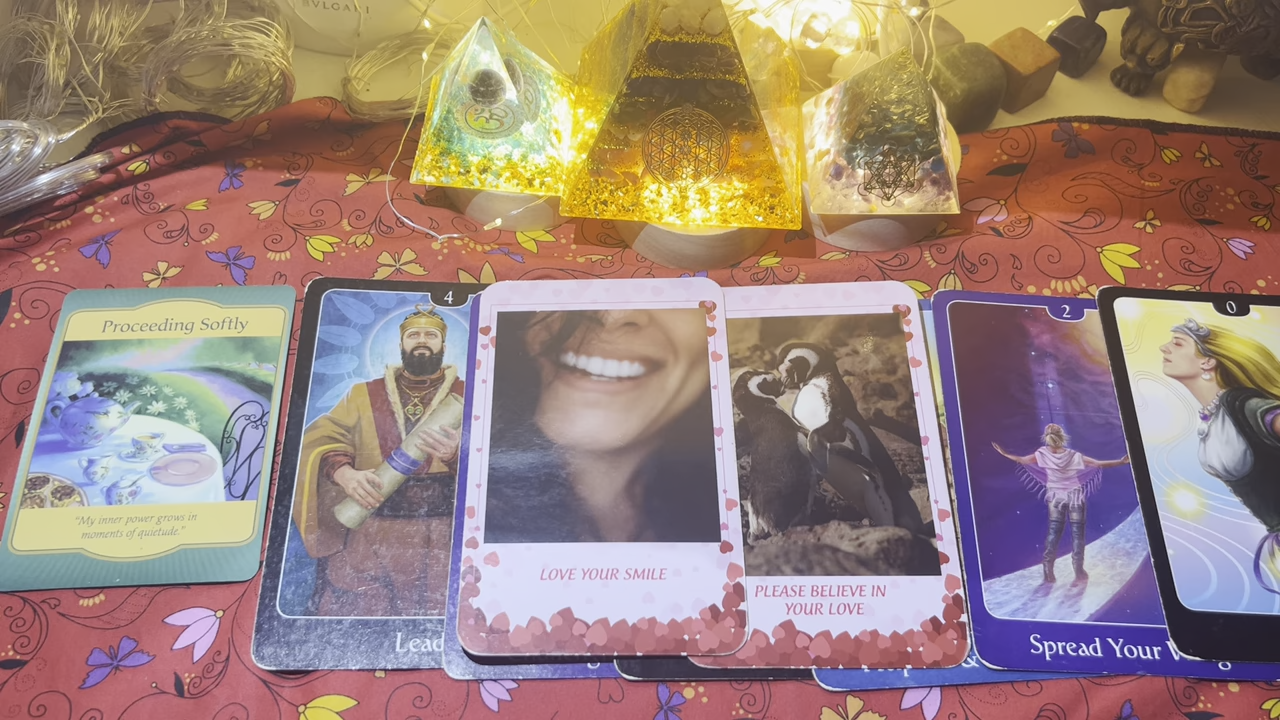 BVLGARI
Proceeding Softly
"My inner power grows in
moments of quietude."
4
Lead
LOVE YOUR SMILE
PLEASE BELIEVE IN
YOUR LOVE
&
2
Spread Your
0